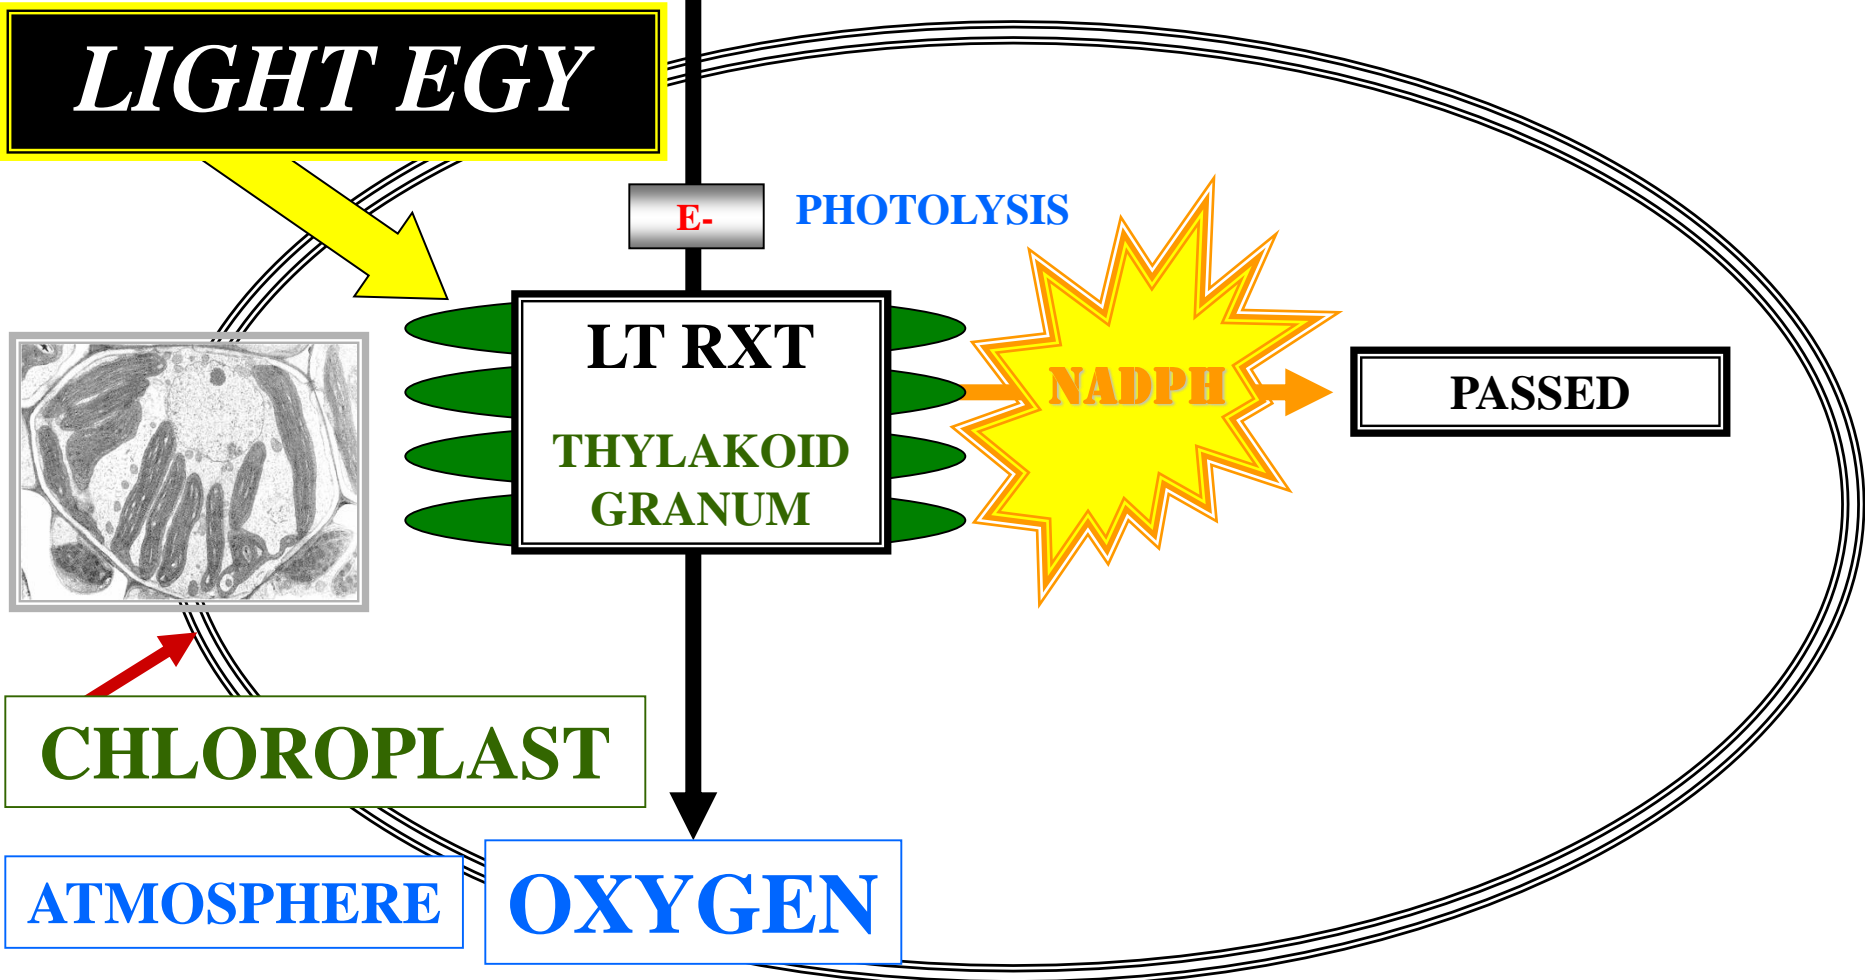 LIGHT EGY
E-
PHOTOLYSIS
LT RXT
THYLAKOID
GRANUM
NADPH
PASSED
CHLOROPLAST
ATMOSPHERE
OXYGEN